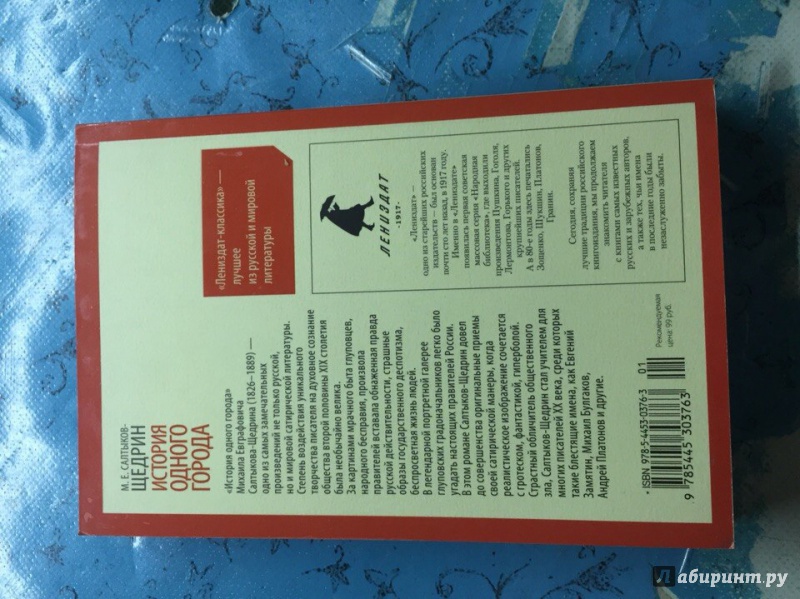 М. Е. САЛТЫКОВ-
ЩЕДРИН
ИСТОРИЯ
ОДНОГО
ГОРОДА
«История одного города»
Михаила Евграфовича
Салтыкова-Щедрина (1826–1889) —
одно из самых замечательных
произведений не только русской,
но и мировой сатирической литературы.
Степень воздействия уникального
творчества писателя на духовное сознание
общества второй половины XIX столетия
была необычайно велика.
За картинами мрачного быта глуповцев,
народного бесправия, произвола
правителей вставала обнаженная правда
русской действительности, страшные
образы государственного деспотизма,
беспросветная жизнь людей.
В легендарной портретной галерее
глуповских градоначальников легко было
угадать настоящих правителей России.
В этом романе Салтыков-Щедрин довел
до совершенства оригинальные приемы
своей сатирической манеры, когда
реалистическое изображение сочетается
с гротеском, фантастикой, гиперболой.
Страстный обличитель общественного
зла, Салтыков-Щедрин стал учителем для
многих писателей XX века, среди которых
такие блестящие имена, как Евгений
Замятин, Михаил Булгаков,
Андрей Платонов и другие.
«Лениздат-классика» —
лучшее
из русской и мировой
литературы
ЛЕНИЗДАТ
·1917·
«Лениздат» –
одно из старейших российских
издательств – был основан
почти сто лет назад, в 1917 году.
Именно в «Лениздате»
появилась первая советская
массовая серия «Народная
библиотека», где выходили
произведения Пушкина, Гоголя,
Лермонтова, Горького и других
крупнейших писателей.
А в 80-е годы здесь печатались
Зощенко, Шукшин, Платонов,
Гранин.
Сегодня, сохраняя
лучшие традиции российского
книгоиздания, мы продолжаем
знакомить читателя
с книгами самых известных
русских и зарубежных авторов,
а также тех, чьи имена
в последние годы были
незаслуженно забыты.
ISBN 978-5-4453-0376-3
01
9 785445 303763
Рекомендуемая
цена: 99 руб.
Лабиринт.ру